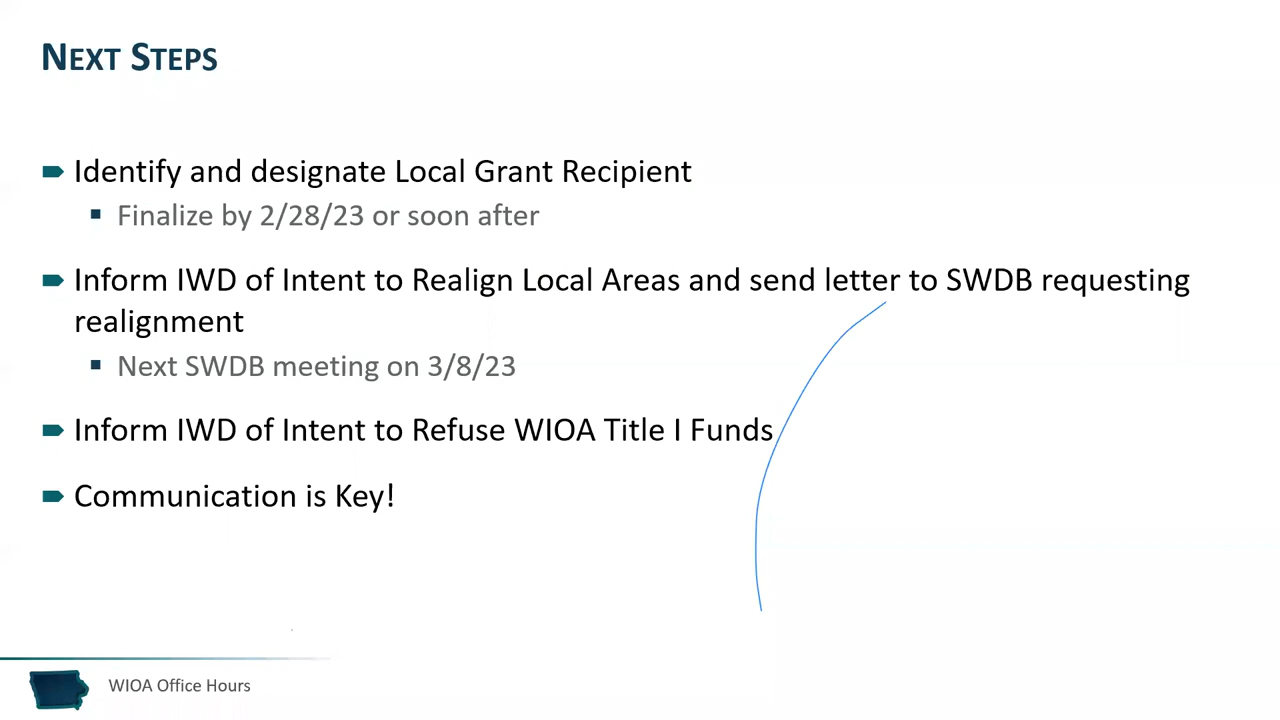 Next Steps
Identify and designate Local Grant Recipient
Finalize by 2/28/23 or soon after
Inform IWD of Intent to Realign Local Areas and send letter to SWDB requesting
realignment
Next SWDB meeting on 3/8/23
Inform IWD of Intent to Refuse WIOA Title I Funds
Communication is Key!
WIOA Office Hours